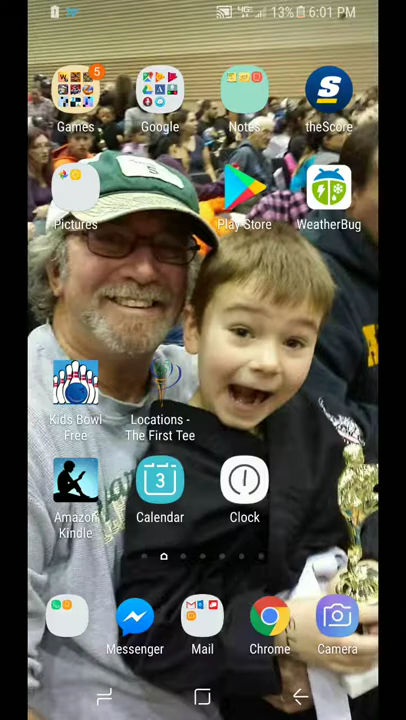 4G 13% 6:01 PM
5
S
Games Google Notes theScore
Pictures Play Store WeatherBug
Kids Bowl Free
Locations - The First Tee
3
Amazon Kindle
Calendar Clock
Messenger Mail Chrome Camera